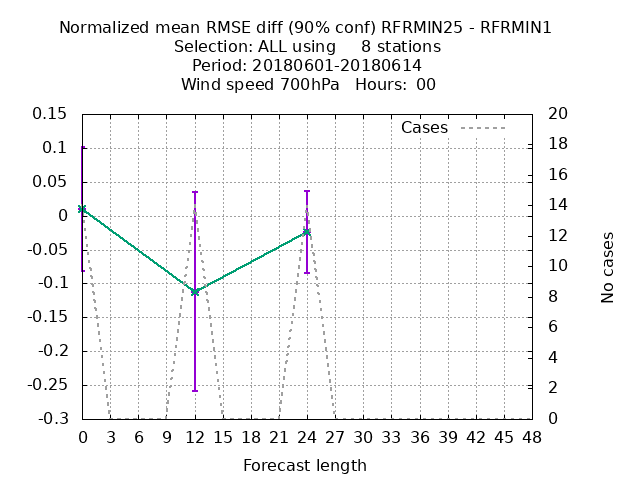 Normalized mean RMSE diff (90% conf) RFRMIN25 - RFRMIN1
Selection: ALL using     8 stations
Period: 20180601-20180614
Wind speed 700hPa   Hours:  00
Cases
0.15
0.1
0.05
0
-0.05
-0.1
-0.15
-0.2
-0.25
-0.3
20
18
16
14
12
10
8
6
4
2
0
No cases
0 3 6 9 12 15 18 21 24 27 30 33 36 39 42 45 48
Forecast length